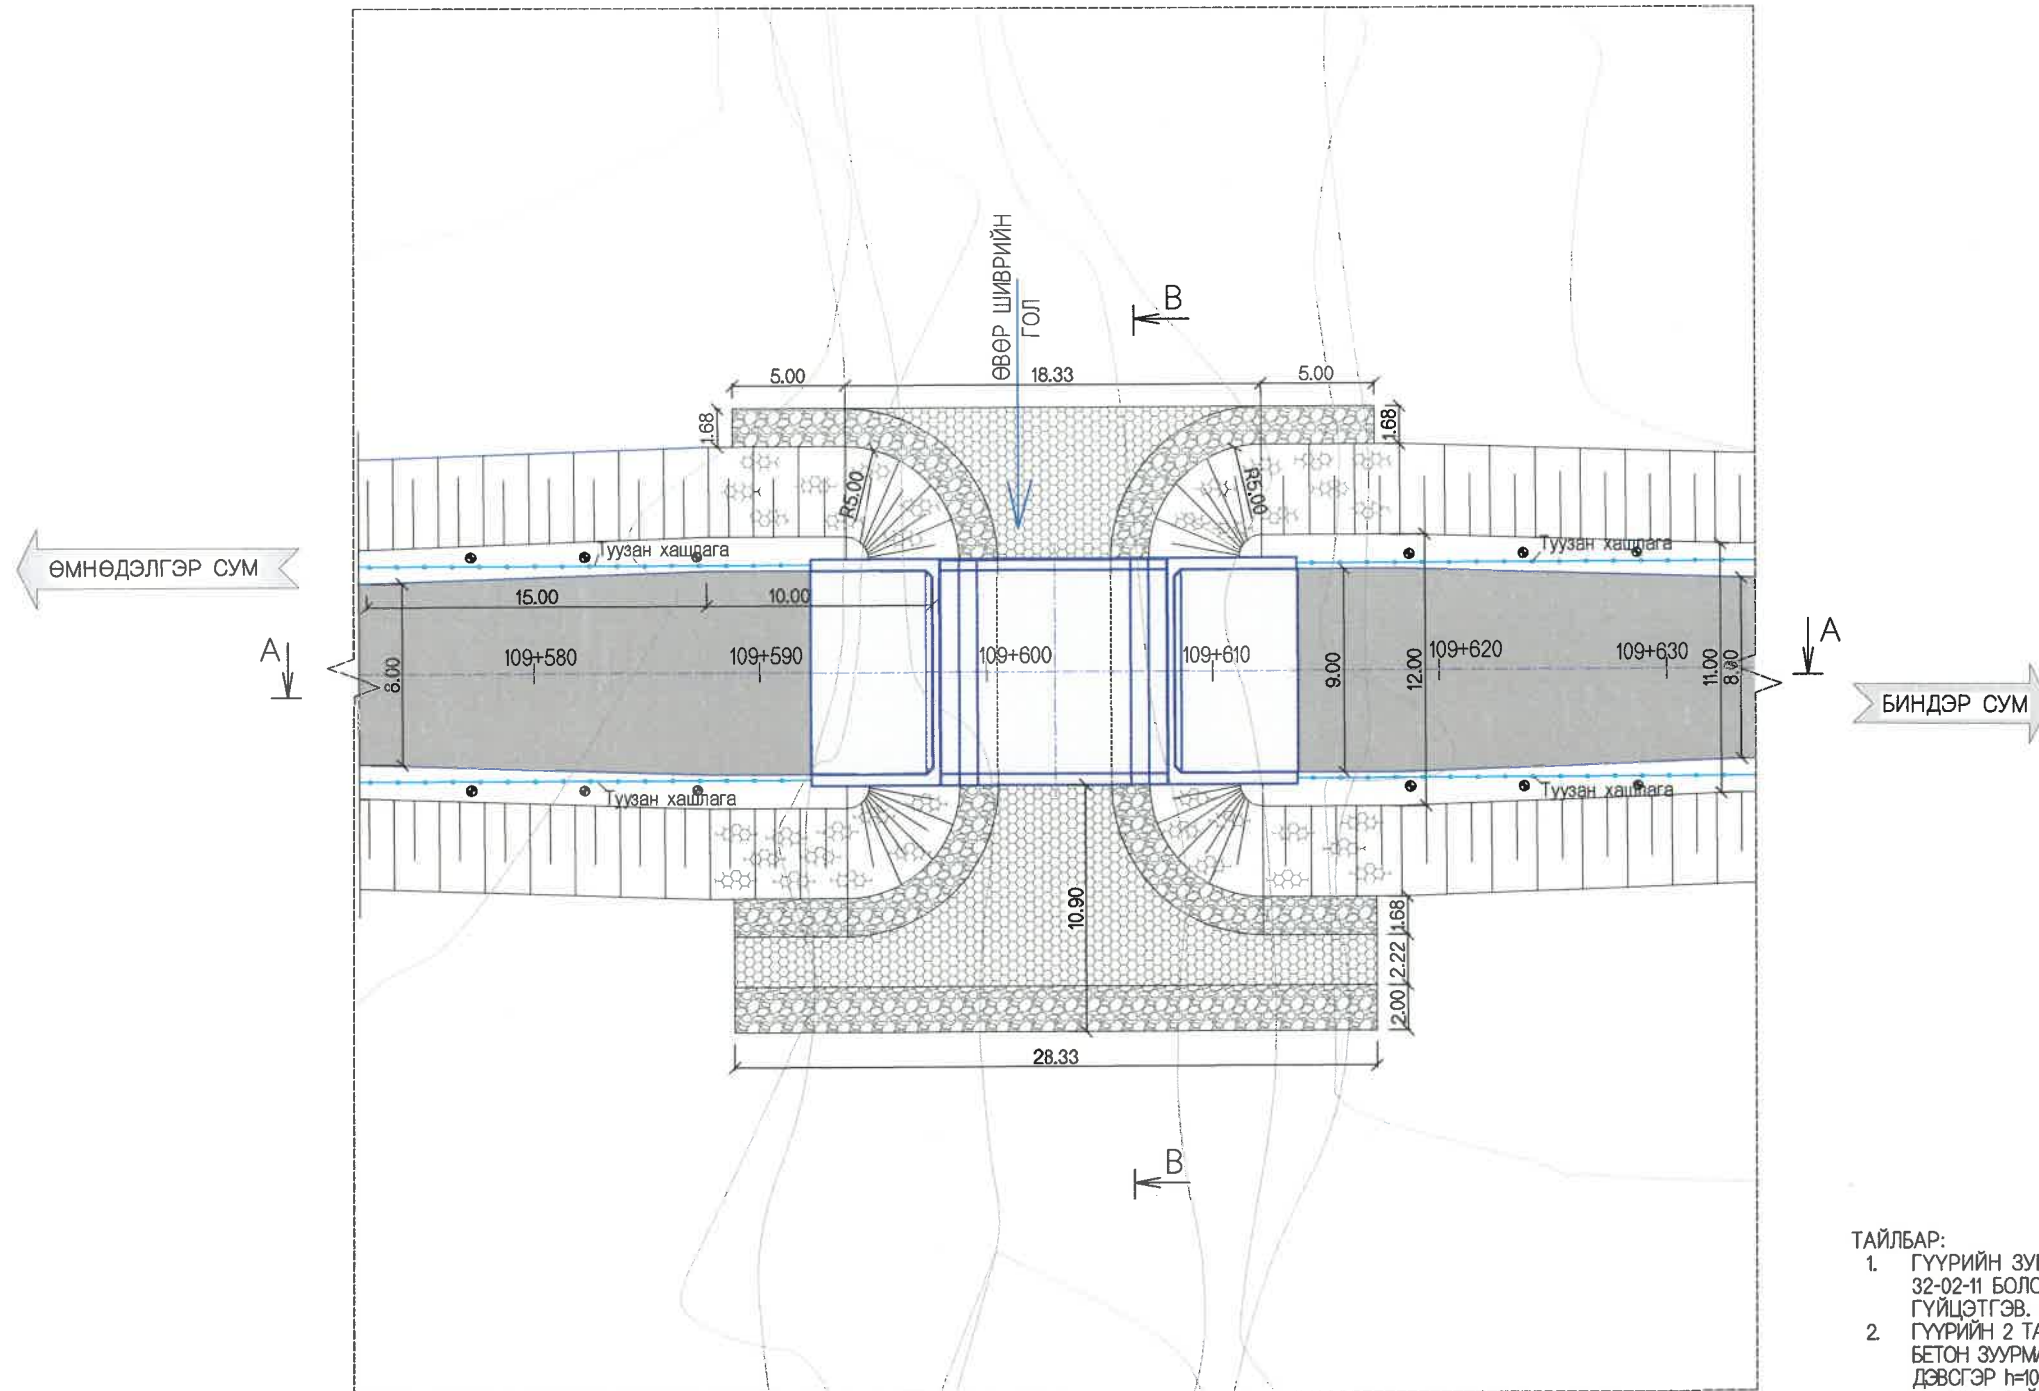 ӨВӨР ШИВРИЙН
ГОЛ
B
5.00
18.33
5.00
1.68
1.68
R5.00
R5.00
Туузан хашлага
Туузан хашлага
ӨМНӨДЭЛГЭР СУМ
15.00
10.00
A
A
8.00
109+580
109+590
109+600
109+610
9.00
12.00
109+620
109+630
11.00
БИНДЭР СУМ
Туузан хашлага
Туузан хашлага
10.90
1.68
2.22
2.00
28.33
B
ТАЙЛБАР:
1. ГҮҮРИЙН
32-02-11
ГҮЙЦЭТГЭВ.
2. ГҮҮРИЙН 2
БЕТОН
ДЭВСГЭР